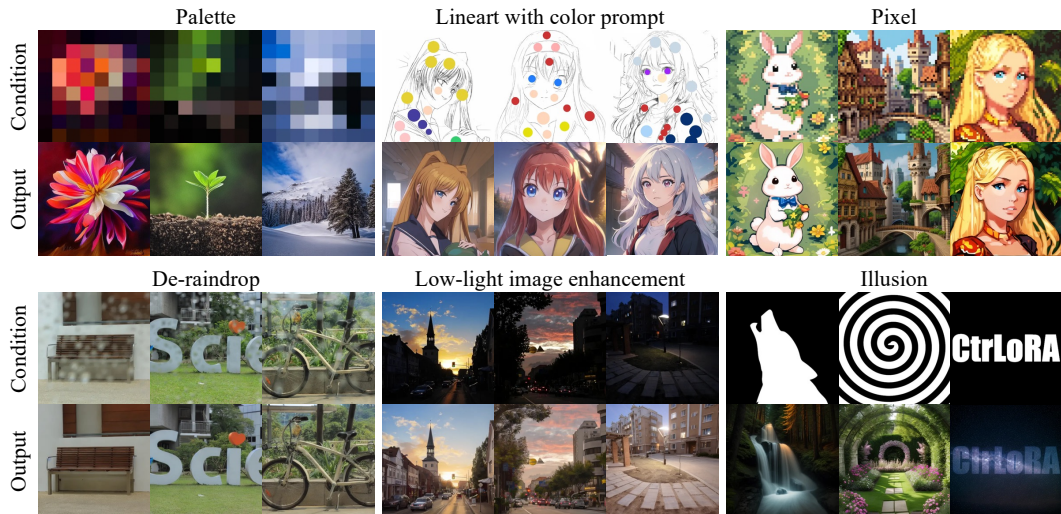 Palette
Lineart with color prompt
Pixel
Condition
Output
De-raindrop
Low-light image enhancement
Illusion
Condition
Scie
CtrLoRA
Output
Scie
CtrLoRA